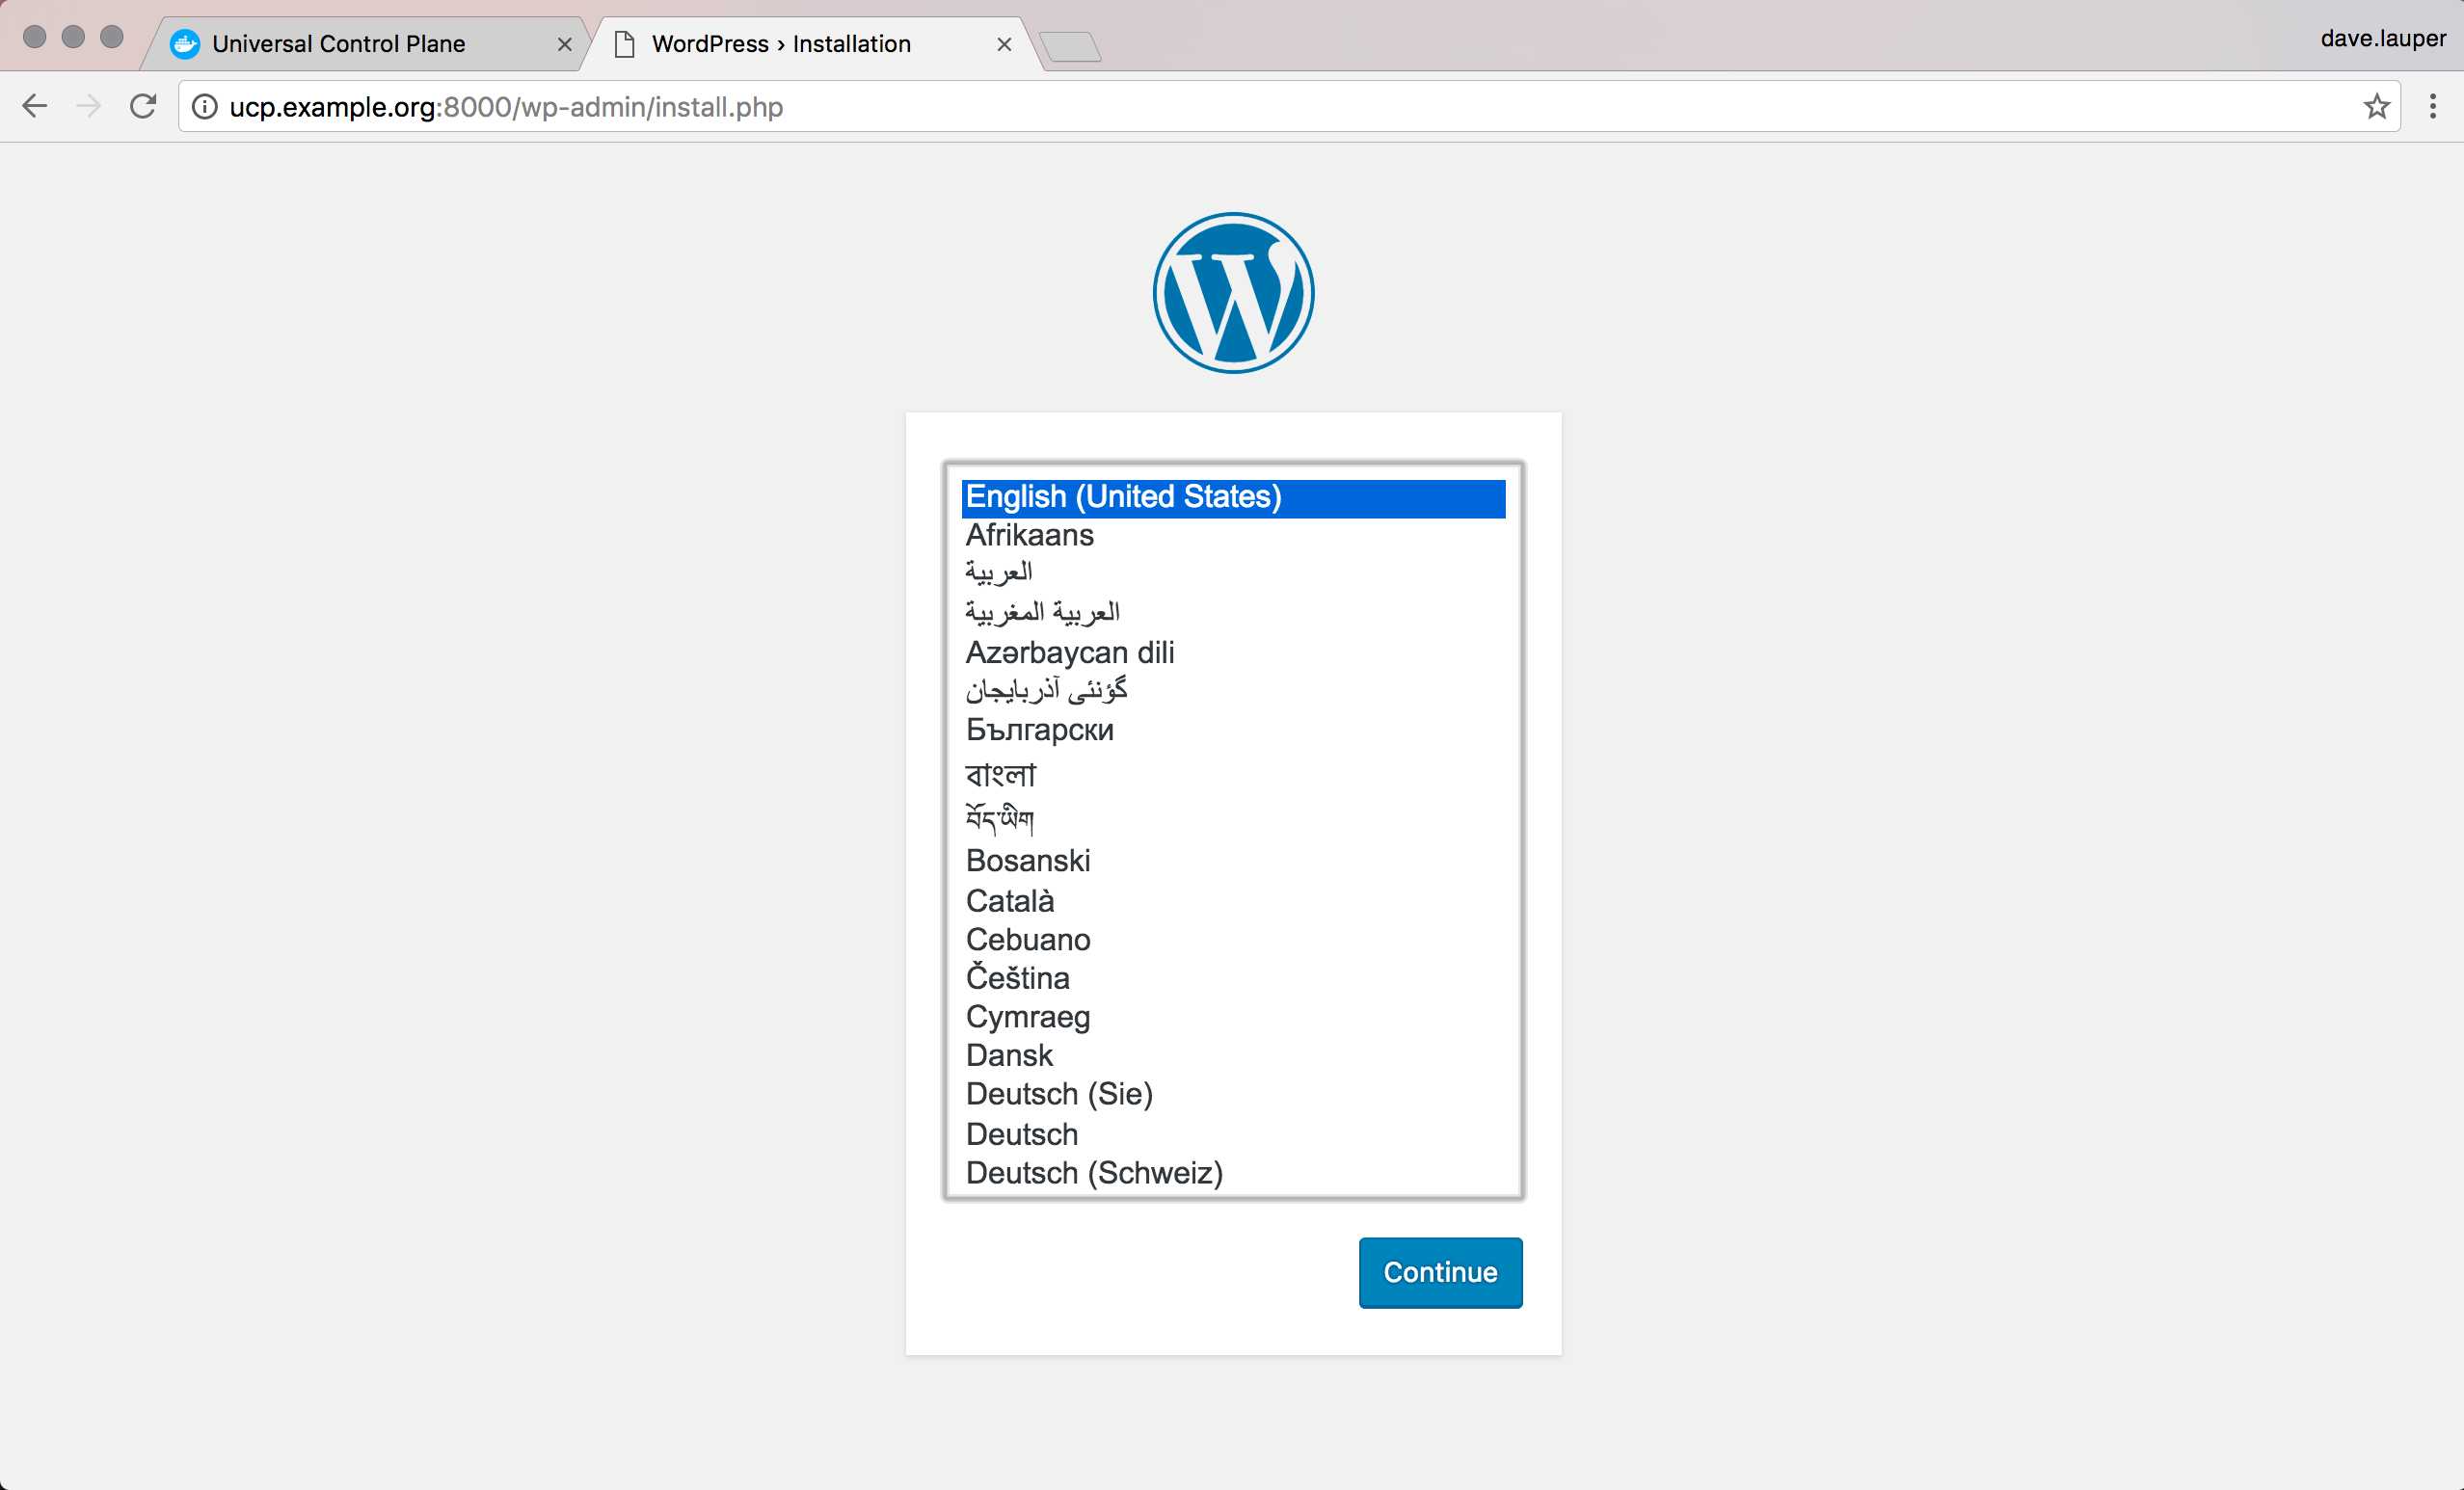 Universal Control Plane
WordPress › Installation
dave.lauper
ucp.example.org:8000/wp-admin/install.php
English (United States)
Afrikaans
العربية
العربية المغربية
Azərbaycan dili
گؤنئی آذربایجان
Български
বাংলা
བོད་ཡིག
Bosanski
Català
Cebuano
Čeština
Cymraeg
Dansk
Deutsch (Sie)
Deutsch
Deutsch (Schweiz)
Continue